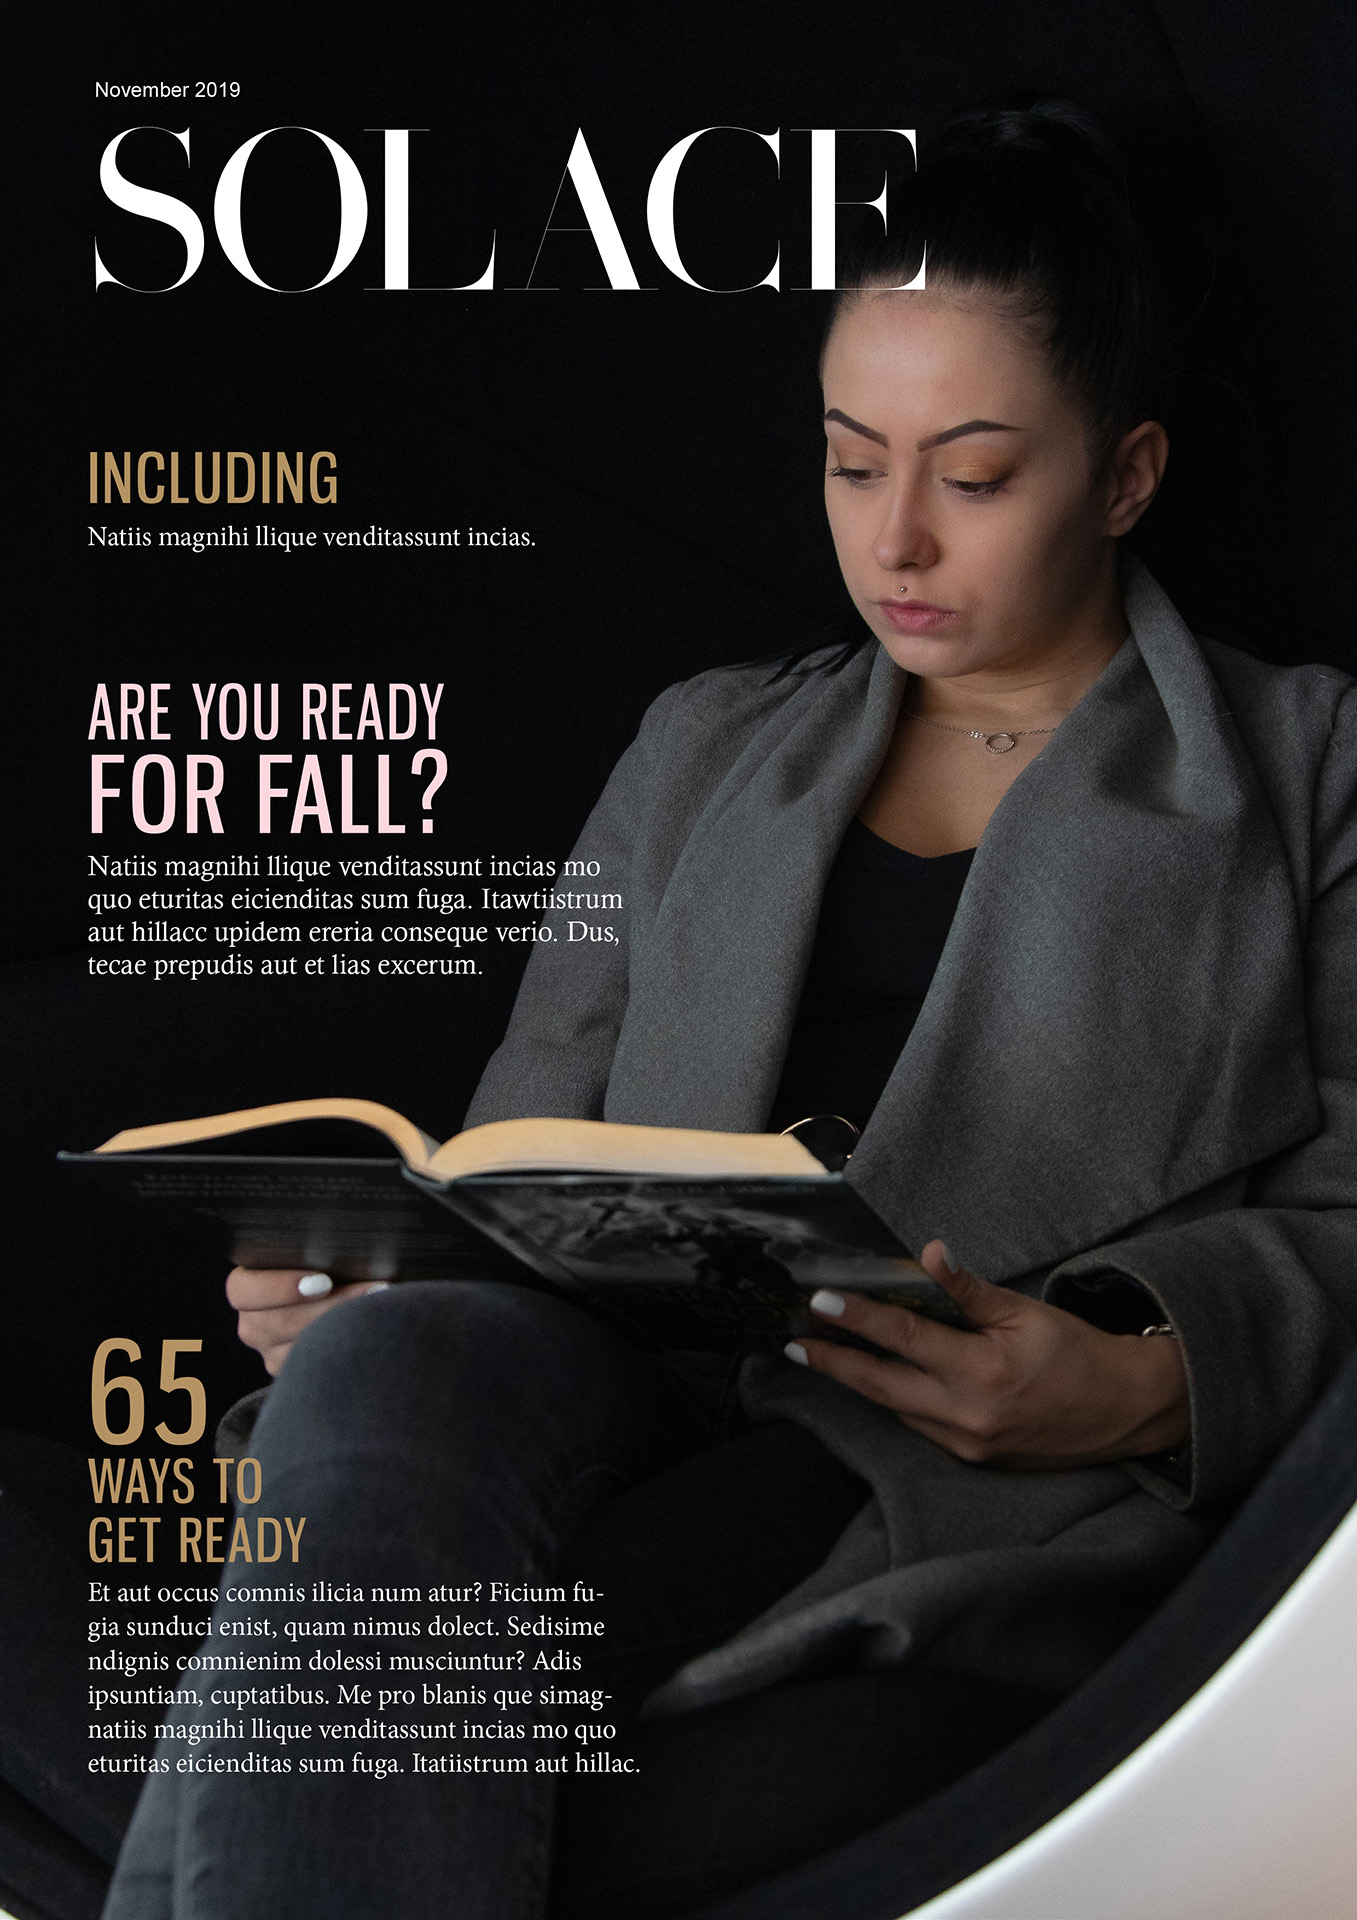 November 2019
SOLACE
INCLUDING
Natiis magnihi llique venditassunt incias.
ARE YOU READY
FOR FALL?
Natiis magnihi llique venditassunt incias mo
quo eturitas eicienditas sum fuga. Itawtiistrum
aut hillacc upidem ereria conseque verio. Dus,
tecae prepudis aut et lias excerum.
65
WAYS TO
GET READY
Et aut occus comnis ilicia num atur? Ficium fu-
gia sunduci enist, quam nimus dolect. Sedisime
ndignis comnienim dolessi musciuntur? Adis
ipsuntiam, cuptatibus. Me pro blanis que simag-
natiis magnihi llique venditassunt incias mo quo
eturitas eicienditas sum fuga. Itatiistrum aut hillac.